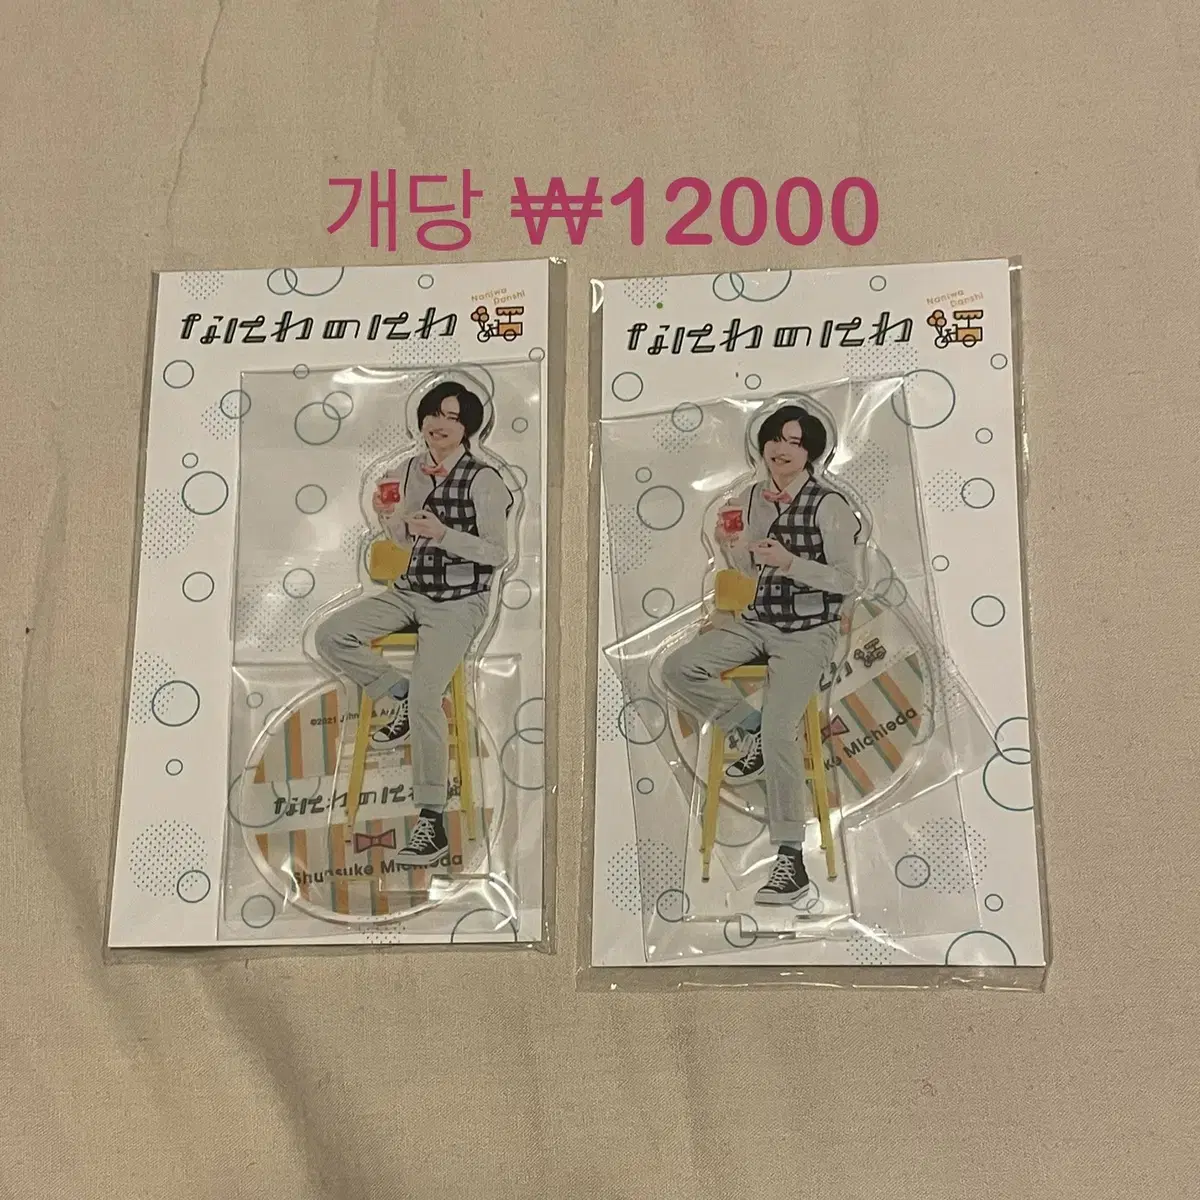 개당 ₩12000
なにわのにわ
Naniwa
Danshi
なにわのにわ
Naniwa
Danshi
なにわのにわ
Shunsuke Michieda
Michieda